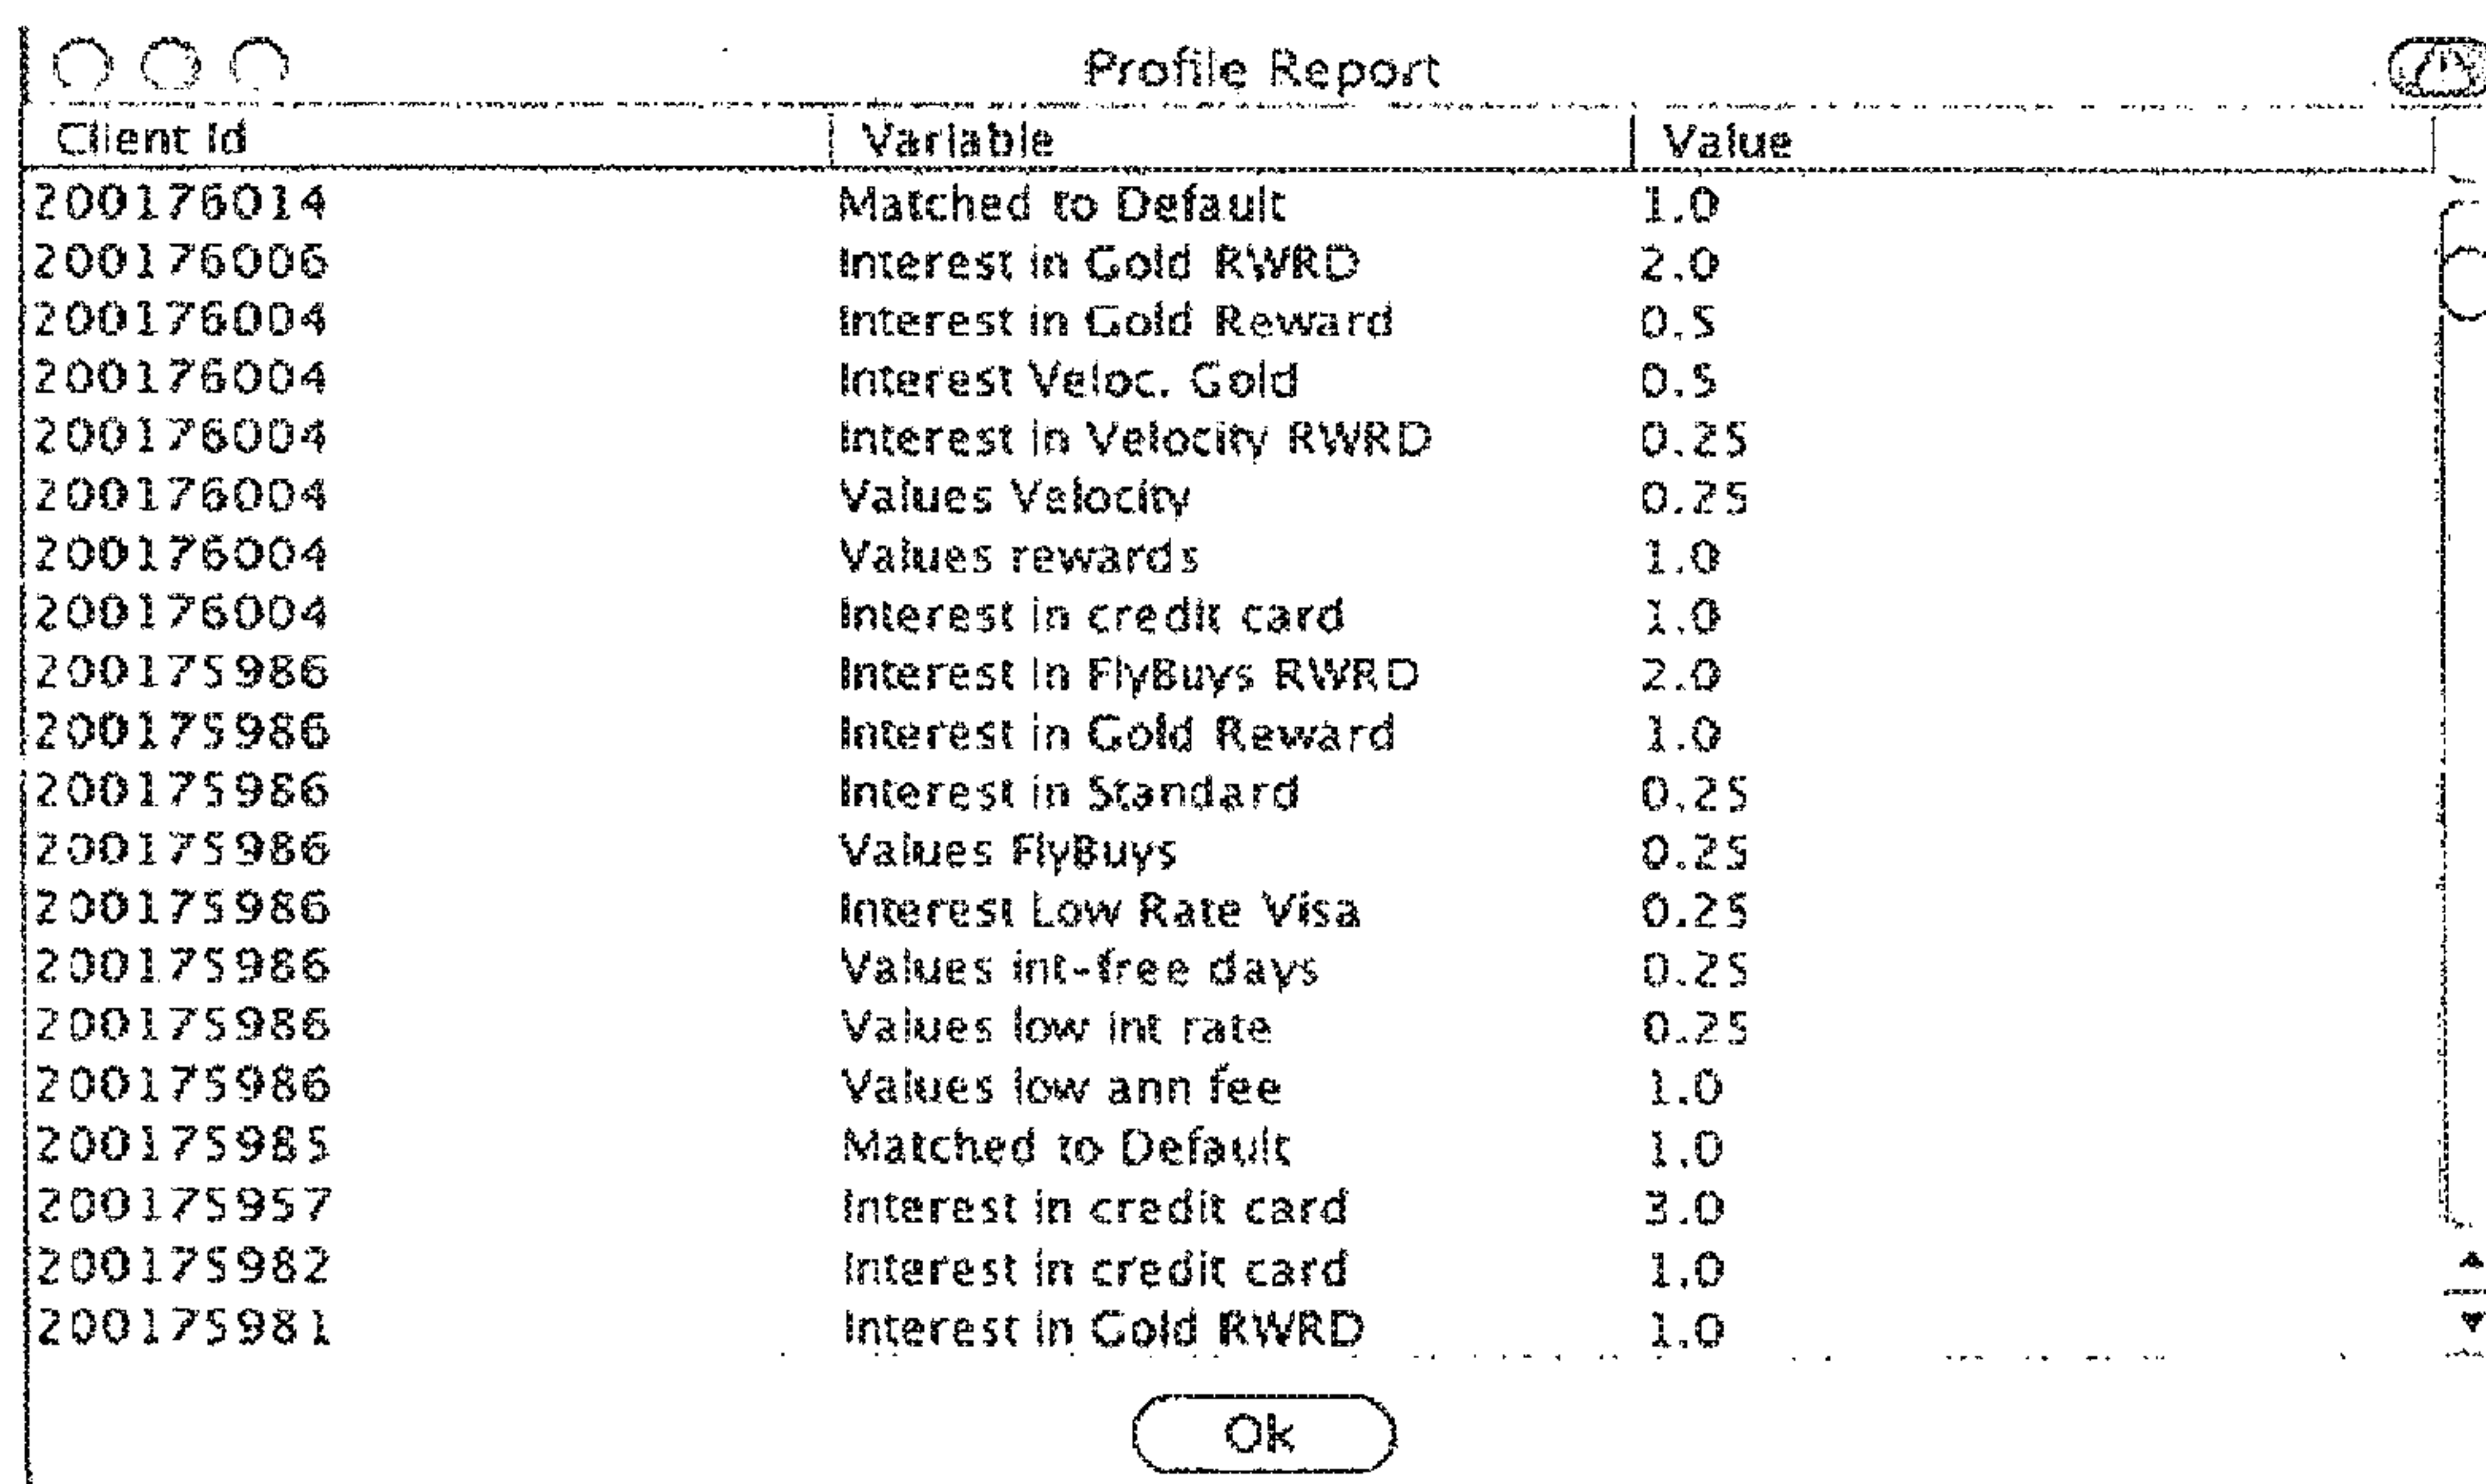 Profile Report
Client Id Variable Value
200176014 Matched to Default 1.0
200176006 Interest in Gold RWRD 2.0
200176004 Interest in Gold Reward 0.5
200176004 Interest Veloc. Gold 0.5
200176004 Interest in Velocity RWRD 0.25
200176004 Values Velocity 0.25
200176004 Values rewards 1.0
200176004 Interest in credit card 1.0
200175986 Interest in FlyBuys RWRD 2.0
200175986 Interest in Gold Reward 1.0
200175986 Interest in Standard 0.25
200175986 Values FlyBuys 0.25
200175986 Interest Low Rate Visa 0.25
200175986 Values int-free days 0.25
200175986 Values low int rate 0.25
200175986 Values low ann fee 1.0
200175985 Matched to Default 1.0
200175957 Interest in credit card 3.0
200175982 Interest in credit card 1.0
200175981 Interest in Gold RWRD 1.0
Ok